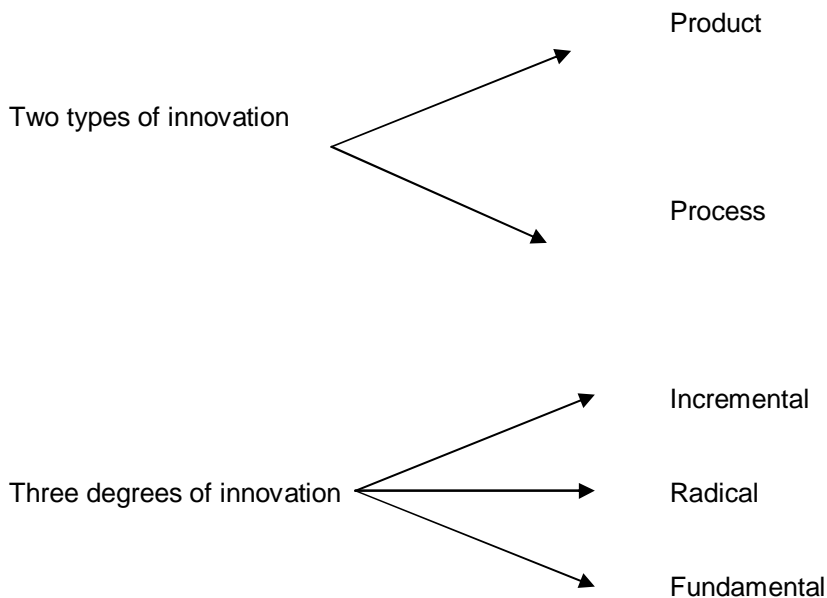 Product
Two types of innovation
Process
Incremental
Three degrees of innovation
Radical
Fundamental